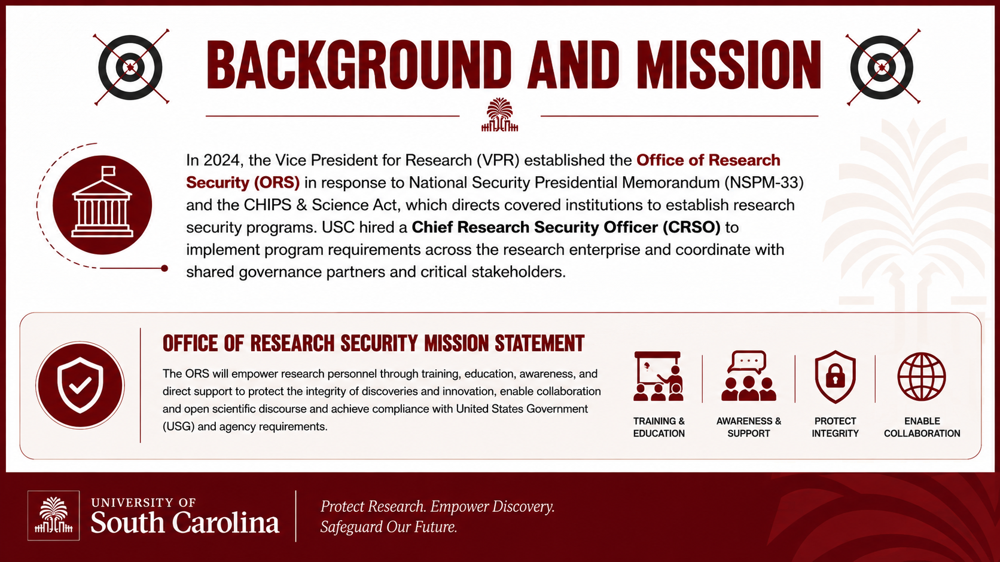 BACKGROUND AND MISSION
In 2024, the Vice President for Research (VPR) established the Office of Research
Security (ORS) in response to National Security Presidential Memorandum (NSPM-33)
and the CHIPS & Science Act, which directs covered institutions to establish research
security programs. USC hired a Chief Research Security Officer (CRSO) to
implement program requirements across the research enterprise and coordinate with
shared governance partners and critical stakeholders.
OFFICE OF RESEARCH SECURITY MISSION STATEMENT
The ORS will empower research personnel through training, education, awareness, and
direct support to protect the integrity of discoveries and innovation, enable collaboration
and open scientific discourse and achieve compliance with United States Government
(USG) and agency requirements.
TRAINING &
EDUCATION
AWARENESS &
SUPPORT
PROTECT
INTEGRITY
ENABLE
COLLABORATION
UNIVERSITY OF
South Carolina
Protect Research. Empower Discovery.
Safeguard Our Future.